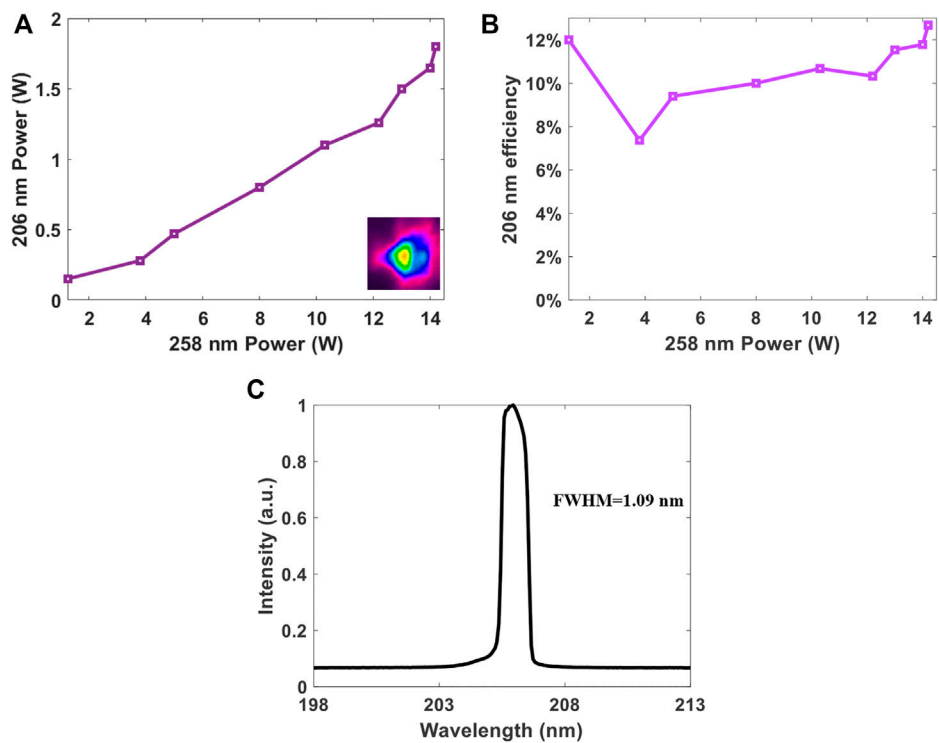 A
2
1.5
1
0.5
0
206 nm Power (W)
2 4 6 8 10 12 14
258 nm Power (W)
B
12%
10%
8%
6%
4%
2%
0%
206 nm efficiency
2 4 6 8 10 12 14
258 nm Power (W)
C
1
0.8
0.6
0.4
0.2
0
Intensity (a.u.)
FWHM=1.09 nm
198 203 208 213
Wavelength (nm)